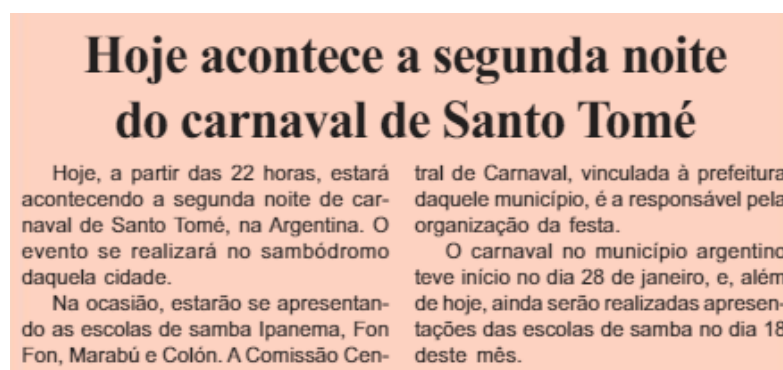 Hoje acontece a segunda noite
do carnaval de Santo Tomé
Hoje, a partir das 22 horas, estará
acontecendo a segunda noite de car-
naval de Santo Tomé, na Argentina. O
evento se realizará no sambódromo
daquela cidade.
Na ocasião, estarão se apresentan-
do as escolas de samba Ipanema, Fon
Fon, Marabú e Colón. A Comissão Cen-
tral de Carnaval, vinculada à prefeitura
daquele município, é a responsável pela
organização da festa.
O carnaval no município argentino
teve início no dia 28 de janeiro, e, além
de hoje, ainda serão realizadas apresen-
tações das escolas de samba no dia 18
deste mês.